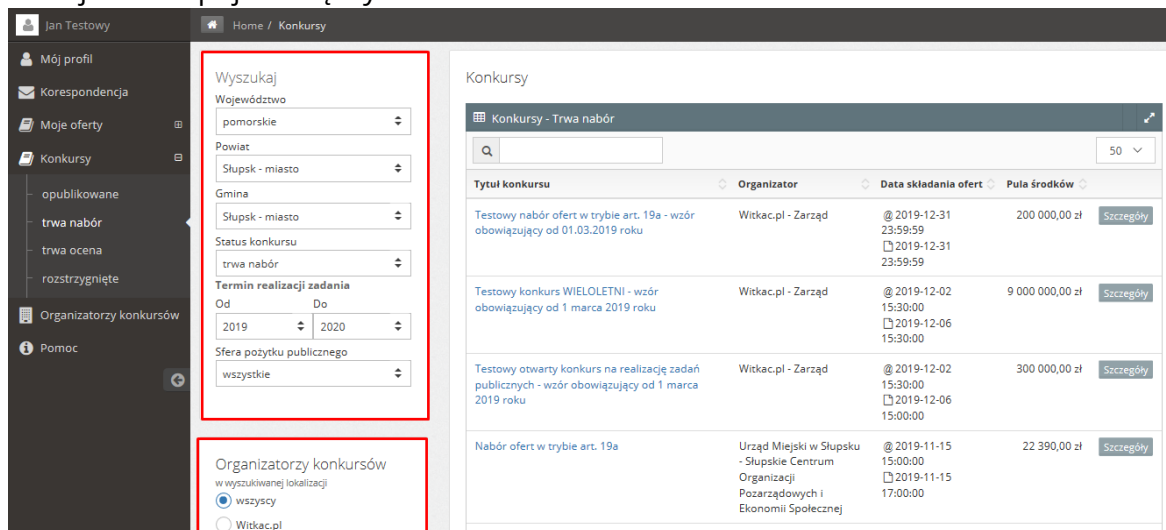 Jan Testowy
Home / Konkursy
Mój profil
Korespondencja
Moje oferty
Konkursy
opublikowane
trwa nabór
trwa ocena
rozstrzygnięte
Organizatorzy konkursów
Pomoc
Wyszukaj
Województwo
pomorskie
Powiat
Słupsk - miasto
Gmina
Słupsk - miasto
Status konkursu
trwa nabór
Termin realizacji zadania
Od Do
2019 2020
Sfera pożytku publicznego
wszystkie
Organizatorzy konkursów
w wyszukiwanej lokalizacji
wszyscy
Witkac.pl
Konkursy
Konkursy - Trwa nabór
50
Tytuł konkursu Organizator Data składania ofert Pula środków
Testowy nabór ofert w trybie art. 19a - wzór Witkac.pl - Zarząd @ 2019-12-31 200 000,00 zł Szczegóły
obowiązujący od 01.03.2019 roku 23:59:59
2019-12-31
23:59:59
Testowy konkurs WIELOLETNI - wzór Witkac.pl - Zarząd @ 2019-12-02 9 000 000,00 zł Szczegóły
obowiązujący od 1 marca 2019 roku 15:30:00
2019-12-06
15:30:00
Testowy otwarty konkurs na realizację zadań Witkac.pl - Zarząd @ 2019-12-02 300 000,00 zł Szczegóły
publicznych - wzór obowiązujący od 1 marca 15:30:00
2019 roku 2019-12-06
15:00:00
Nabór ofert w trybie art. 19a Urząd Miejski w Słupsku @ 2019-11-15 22 390,00 zł Szczegóły
- Słupskie Centrum 15:00:00
Organizacji 2019-11-15
Pozarządowych i 17:00:00
Ekonomii Społecznej